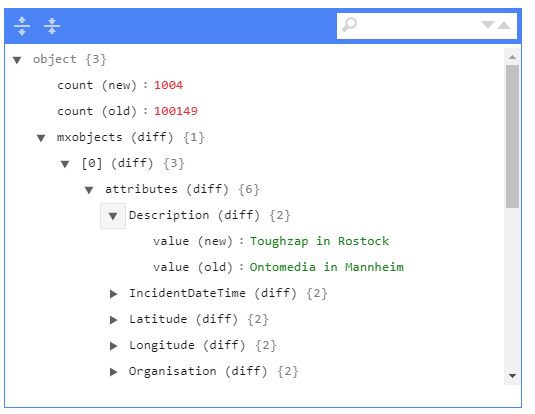 object {3}
count (new) : 1004
count (old) : 100149
mxobjects (diff) {1}
[0] (diff) {3}
attributes (diff) {6}
Description (diff) {2}
value (new) : Toughzap in Rostock
value (old) : Ontomedia in Mannheim
IncidentDateTime (diff) {2}
Latitude (diff) {2}
Longitude (diff) {2}
Organisation (diff) {2}